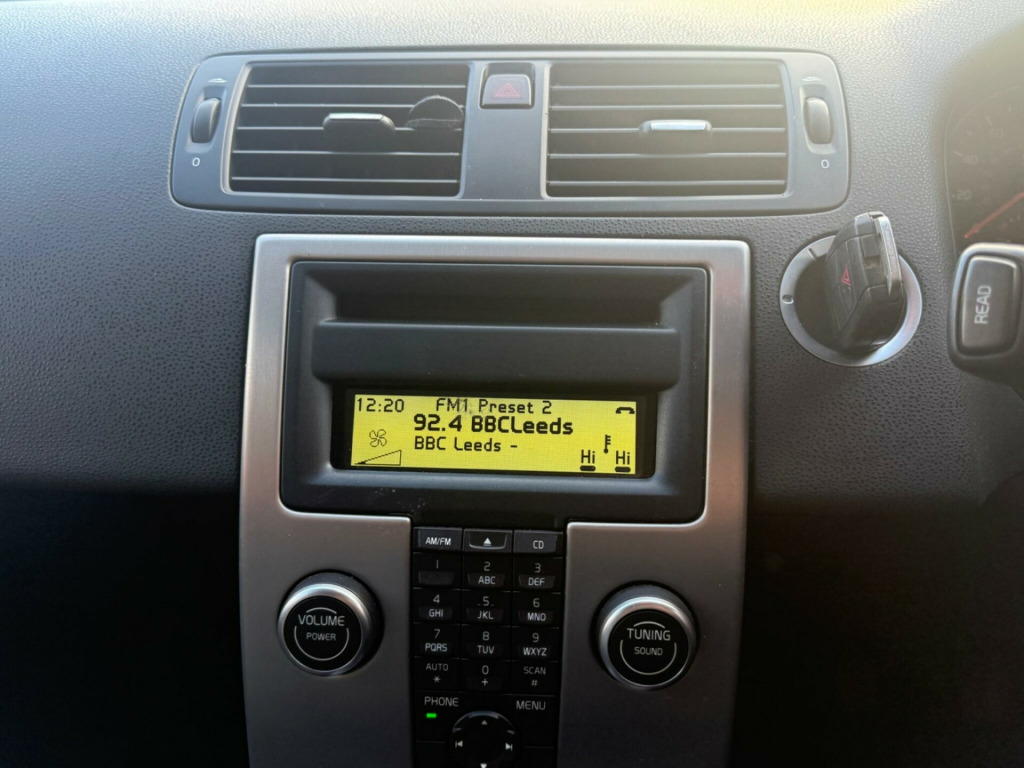 0
0
READ
12:20 FM1 Preset 2
92.4 BBCLeeds
BBC Leeds -
Hi Hi
AM/FM CD
1 2 3
ABC DEF
4 5 6
GHI JKL MNO
7 8 9
PQRS TUV WXYZ
AUTO 0 SCAN
* + #
PHONE MENU
VOLUME
POWER
TUNING
SOUND